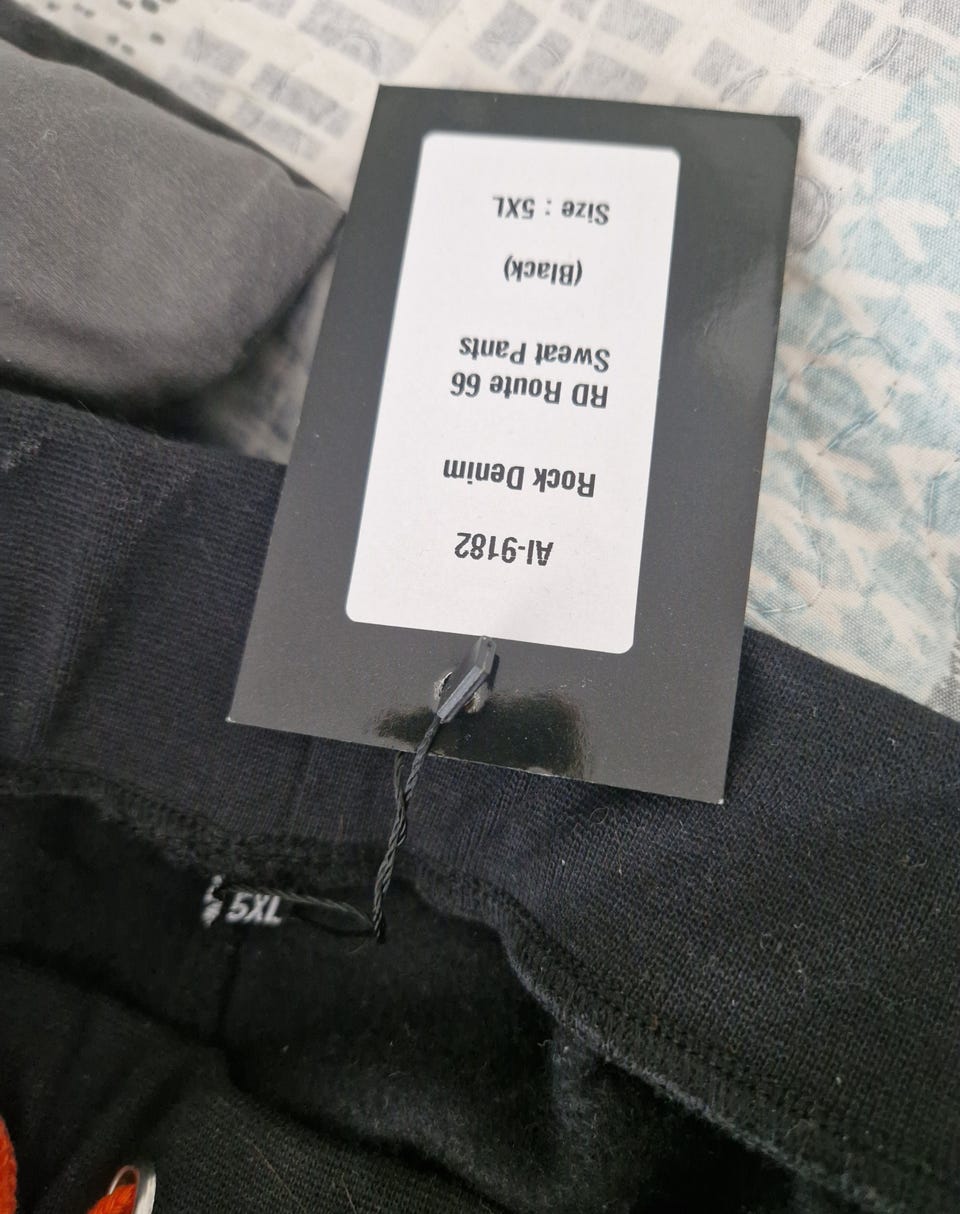 AI-9182
Rock Denim
RD Route 66
Sweat Pants
(Black)
Size : 5XL
5XL